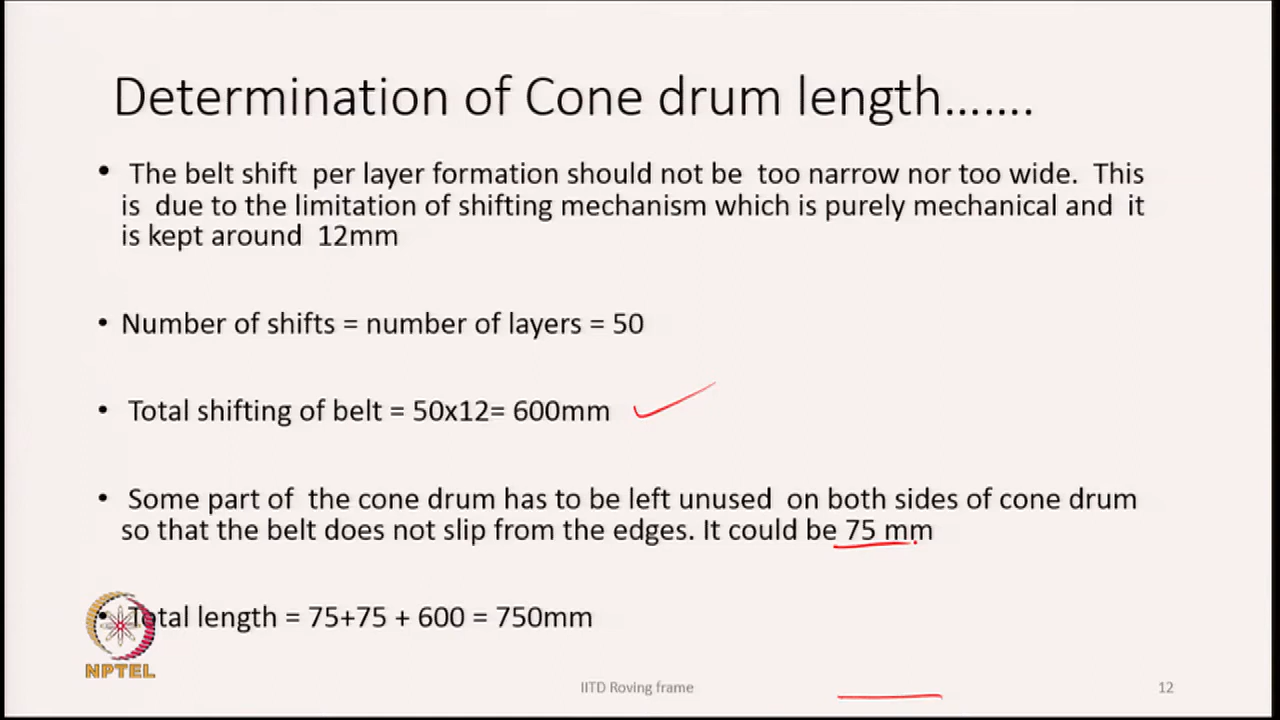 Determination of Cone drum length…….
• The belt shift per layer formation should not be too narrow nor too wide. This
is due to the limitation of shifting mechanism which is purely mechanical and it
is kept around 12mm
• Number of shifts = number of layers = 50
• Total shifting of belt = 50x12= 600mm
• Some part of the cone drum has to be left unused on both sides of cone drum
so that the belt does not slip from the edges. It could be 75 mm
• Total length = 75+75 + 600 = 750mm
NPTEL
IITD Roving frame
12